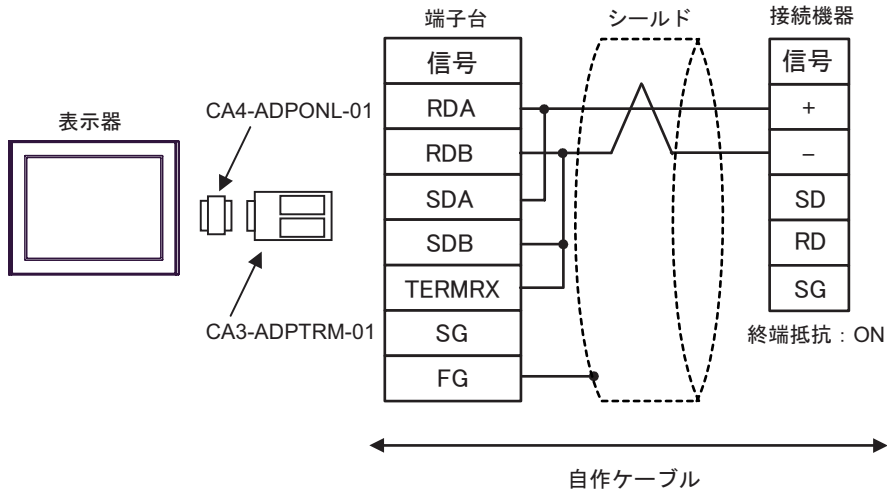 端子台
シールド
接続機器
信号
信号
表示器
CA4-ADPONL-01
RDA
+
RDB
-
SDA
SD
SDB
RD
TERMRX
SG
CA3-ADPTRM-01
SG
終端抵抗：ON
FG
自作ケーブル